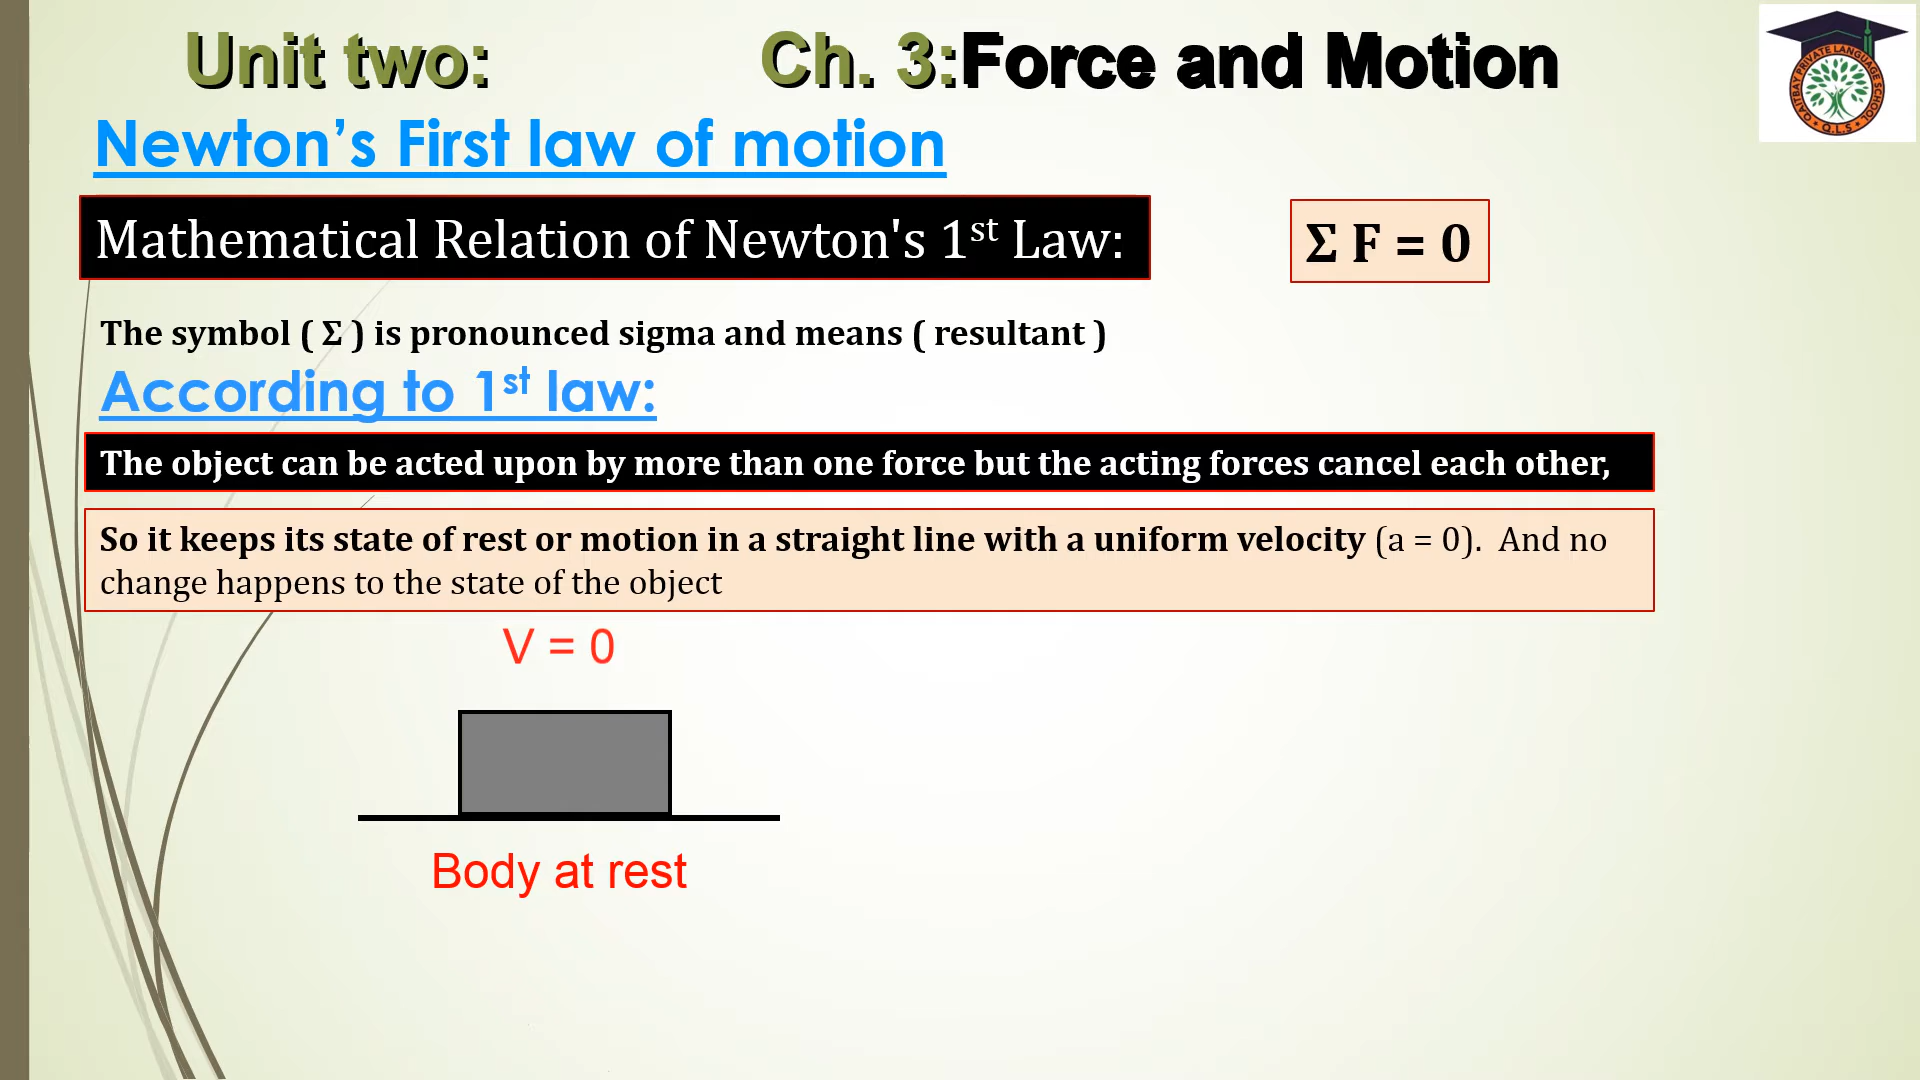 Unit two: Ch. 3:Force and Motion
QAITBAY PRIVATE LANGUAGE SCHOOL
• Q.L.S •
Newton’s First law of motion
Mathematical Relation of Newton's 1st Law: Σ F = 0
The symbol ( Σ ) is pronounced sigma and means ( resultant )
According to 1st law:
The object can be acted upon by more than one force but the acting forces cancel each other,
So it keeps its state of rest or motion in a straight line with a uniform velocity (a = 0). And no
change happens to the state of the object
V = 0
Body at rest